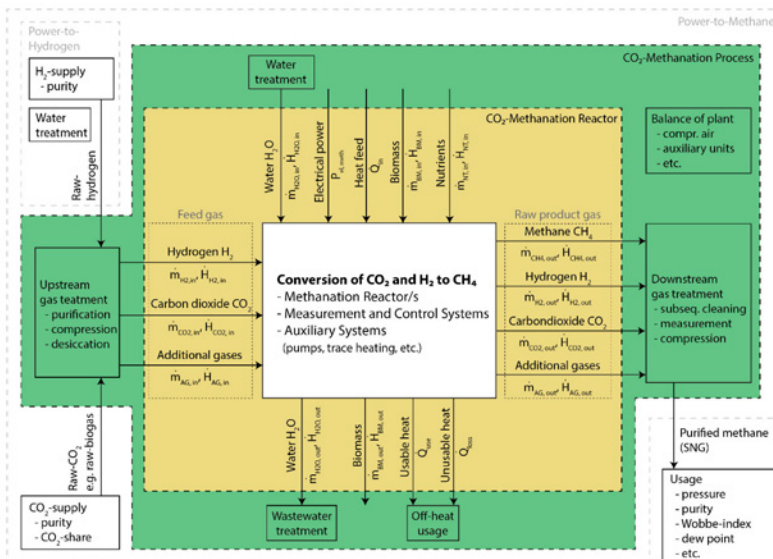 Power-to-
Hydrogen
Power-to-Methane
H₂-supply
- purity
Water
treatment
Raw-
hydrogen
Water
treatment
CO₂-Methanation Process
CO₂-Methanation Reactor
Balance of plant
- compr. air
- auxiliary units
- etc.
Water H₂O
ṁH2O, in, ḢH2O, in
Electrical power
Pel, meth
Heat feed
Q̇in
Biomass
ṁBM, in, ḢBM, in
Nutrients
ṁNT, in, ḢNT, in
Feed gas
Raw product gas
Upstream
gas treatment
- purification
- compression
- desiccation
Hydrogen H₂
ṁH2, in, ḢH2, in
Carbon dioxide CO₂
ṁCO2, in, ḢCO2, in
Additional gases
ṁAG, in, ḢAG, in
Conversion of CO₂ and H₂ to CH₄
- Methanation Reactor/s
- Measurement and Control Systems
- Auxiliary Systems
(pumps, trace heating, etc.)
Methane CH₄
ṁCH4, out, ḢCH4, out
Hydrogen H₂
ṁH2, out, ḢH2, out
Carbondioxide CO₂
ṁCO2, out, ḢCO2, out
Additional gases
ṁAG, out, ḢAG, out
Downstream
gas treatment
- subseq. cleaning
- measurement
- compression
Water H₂O
ṁH2O, out, ḢH2O, out
Biomass
ṁBM, out, ḢBM, out
Usable heat
Q̇use
Unusable heat
Q̇loss
Raw-CO₂
e.g. raw-biogas
CO₂-supply
- purity
- CO₂-share
Wastewater
treatment
Off-heat
usage
Purified methane
(SNG)
Usage
- pressure
- purity
- Wobbe-index
- dew point
- etc.